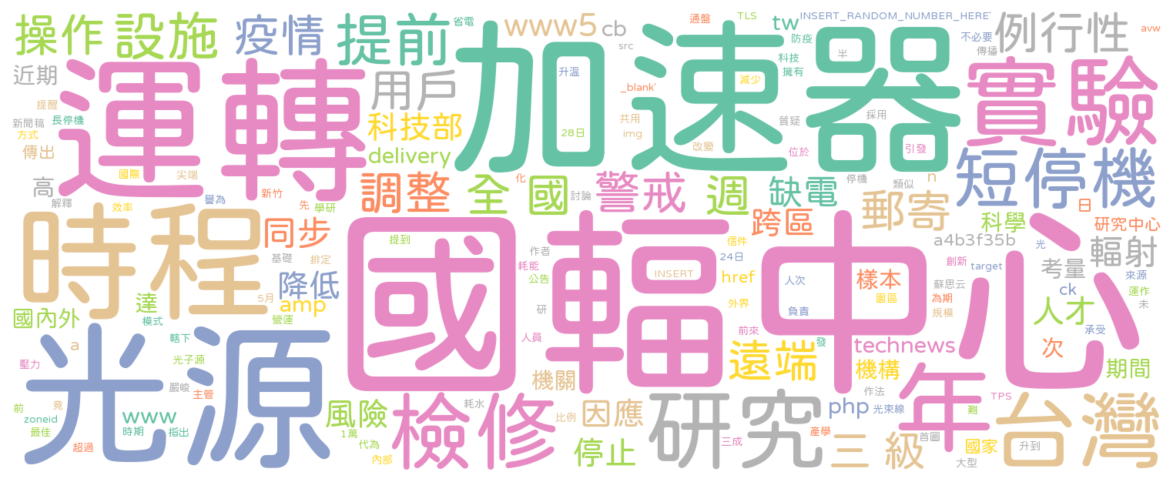 操作 設施 疫情 提前 省電 www5 cb 通盤 TLS tw INSERT_RANDOM_NUMBER_HERE' 例行性 avw
防疫 不必要 傳播
近期 運轉 用戶 加速器 src 升溫 科技 半 實驗
提醒 長停機 _blank' 減少 擁有
新聞稿 科技部 共用 曾疑 採用
方式 28日 img
傳出 delivery 改變 位於 引發 短停機
國際 尖端
高 解釋 譽為 新竹 調整 全國 化 討論 警戒 週 缺電 停機 類似 n
效率 先 學研 郵寄 日
時程 同步 提到 作者 信件 跨區 科學 研究中心
基礎 排定 國輻中心 24日 a4b3f35b 光 輻射
耗能 創新 target 來源
降低 公告 INSERT href 人次 樣本 蘇思云 考量
達 5月 amp 研 外界 負責 園區 為期 ck 運作
國內外 模式 營運 規模 人才 未
a 轄下 人員 前來 發 technews 承受
壓力 光源 光子源 遠端 機構 次 期間
嚴峻 主管 機關 作法 年 TPS
前 竟 www 風險 檢修 耗水 比例 因應 研究 php 光束線 難 台灣
zoneid 時期 指出 1萬 首圖
最佳 代為 停止 三成 產學 三級 國家 升到
超過 內部 大型